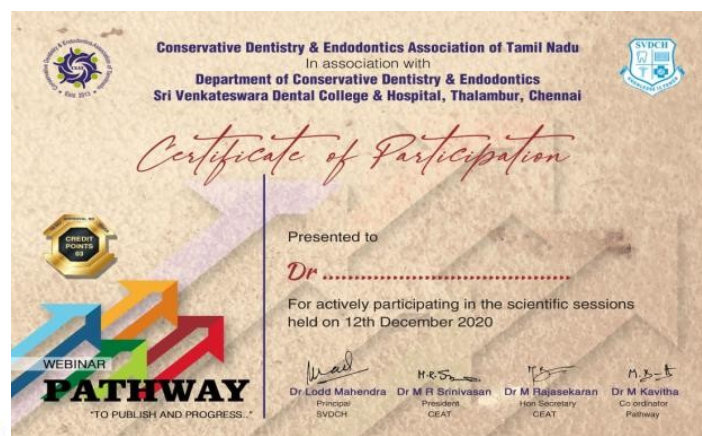 Conservative Dentistry & Endodontics Association of Tamil Nadu
In association with
Department of Conservative Dentistry & Endodontics
Sri Venkateswara Dental College & Hospital, Thalambur, Chennai
SVDCH
Certificate of Participation
CREDIT
POINTS
03
Presented to
Dr ........................................
For actively participating in the scientific sessions
held on 12th December 2020
WEBINAR
PATHWAY
"TO PUBLISH AND PROGRESS.."
Dr Lodd Mahendra
Principal
SVDCH
Dr M R Srinivasan
President
CEAT
Dr M Rajasekaran
Hon Secretary
CEAT
Dr M Kavitha
Co ordinator
Pathway